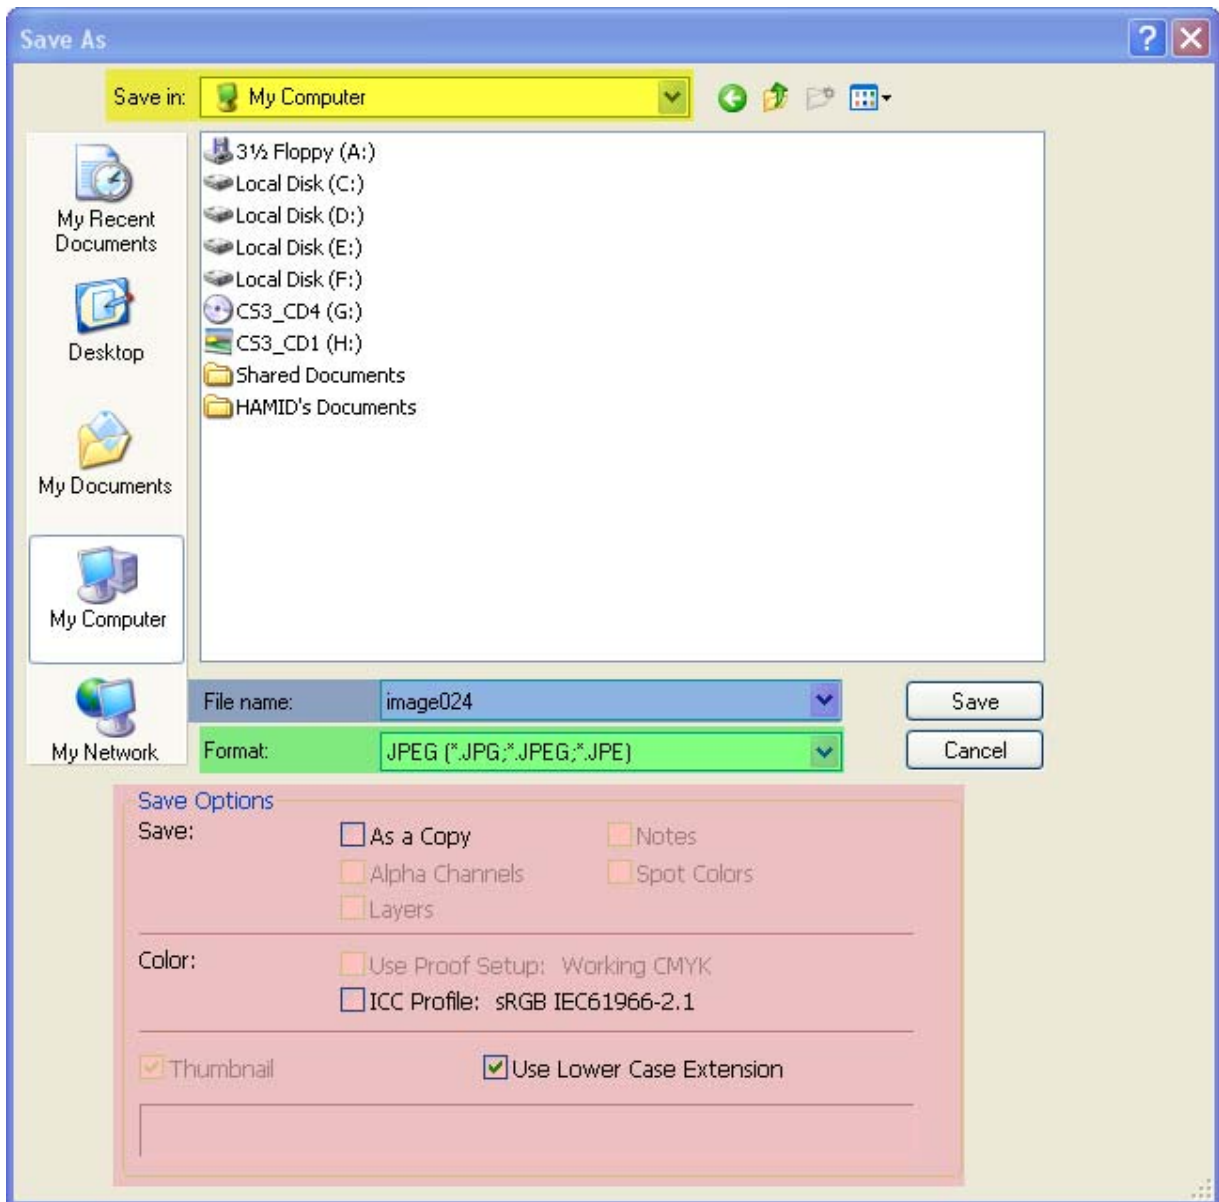 Save As
Save in: My Computer
My Recent
Documents
Desktop
My Documents
My Computer
My Network
3½ Floppy (A:)
Local Disk (C:)
Local Disk (D:)
Local Disk (E:)
Local Disk (F:)
CS3_CD4 (G:)
CS3_CD1 (H:)
Shared Documents
HAMID's Documents
File name: image024 Save
Format: JPEG (*.JPG;*.JPEG;*.JPE) Cancel
Save Options
Save: As a Copy Notes
Alpha Channels Spot Colors
Layers
Color: Use Proof Setup: Working CMYK
ICC Profile: sRGB IEC61966-2.1
Thumbnail Use Lower Case Extension